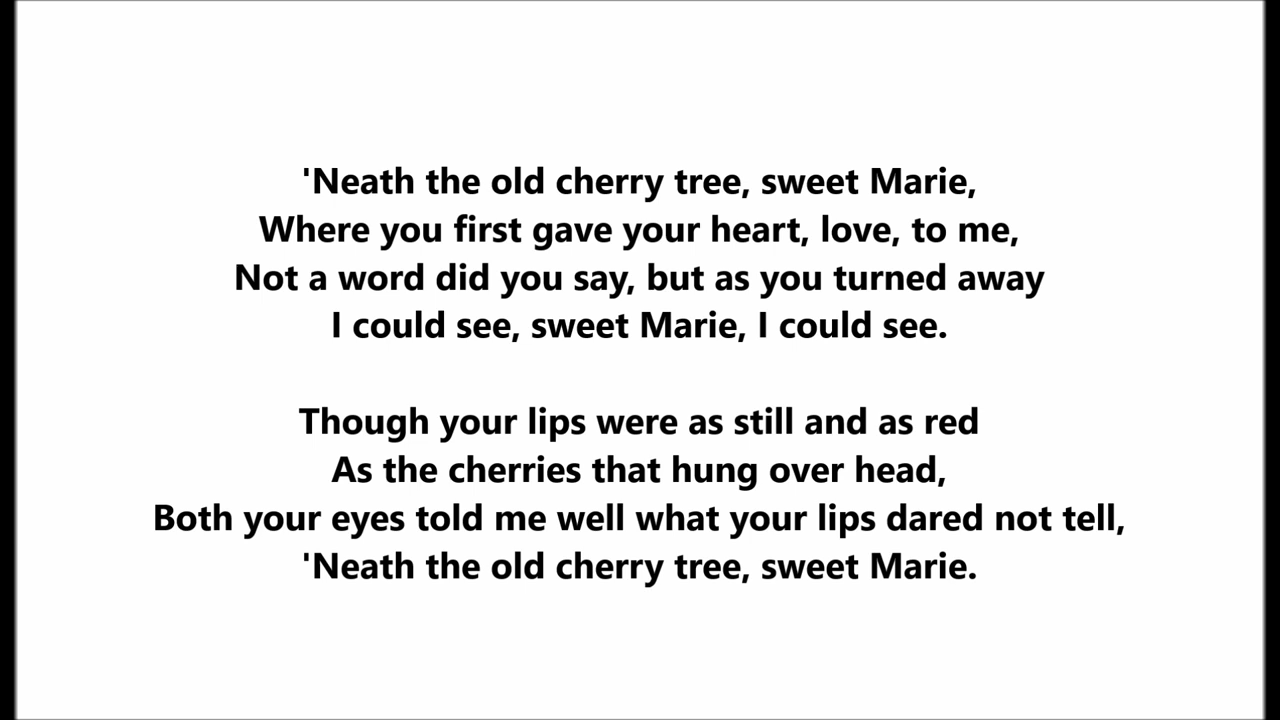 'Neath the old cherry tree, sweet Marie,
Where you first gave your heart, love, to me,
Not a word did you say, but as you turned away
I could see, sweet Marie, I could see.
Though your lips were as still and as red
As the cherries that hung over head,
Both your eyes told me well what your lips dared not tell,
'Neath the old cherry tree, sweet Marie.